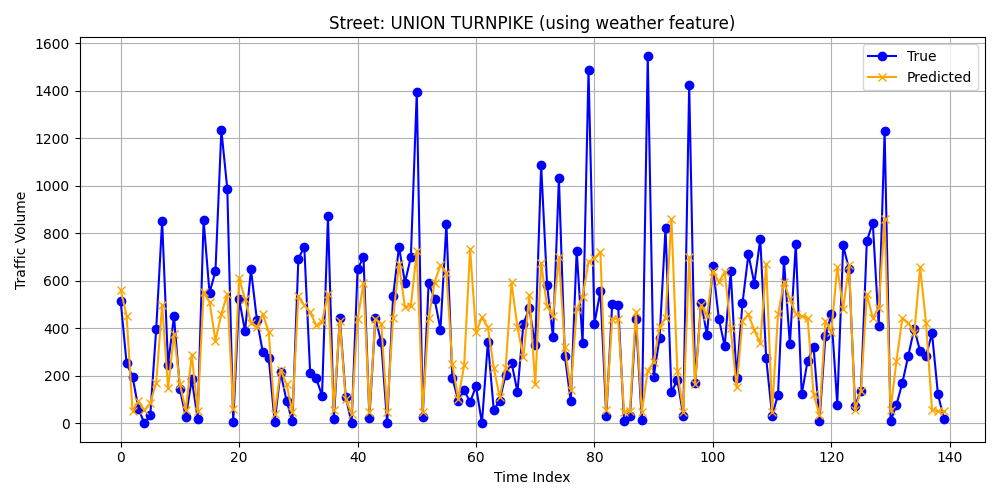 Street: UNION TURNPIKE (using weather feature)
True
Predicted
Traffic Volume
1600
1400
1200
1000
800
600
400
200
0
0 20 40 60 80 100 120 140
Time Index